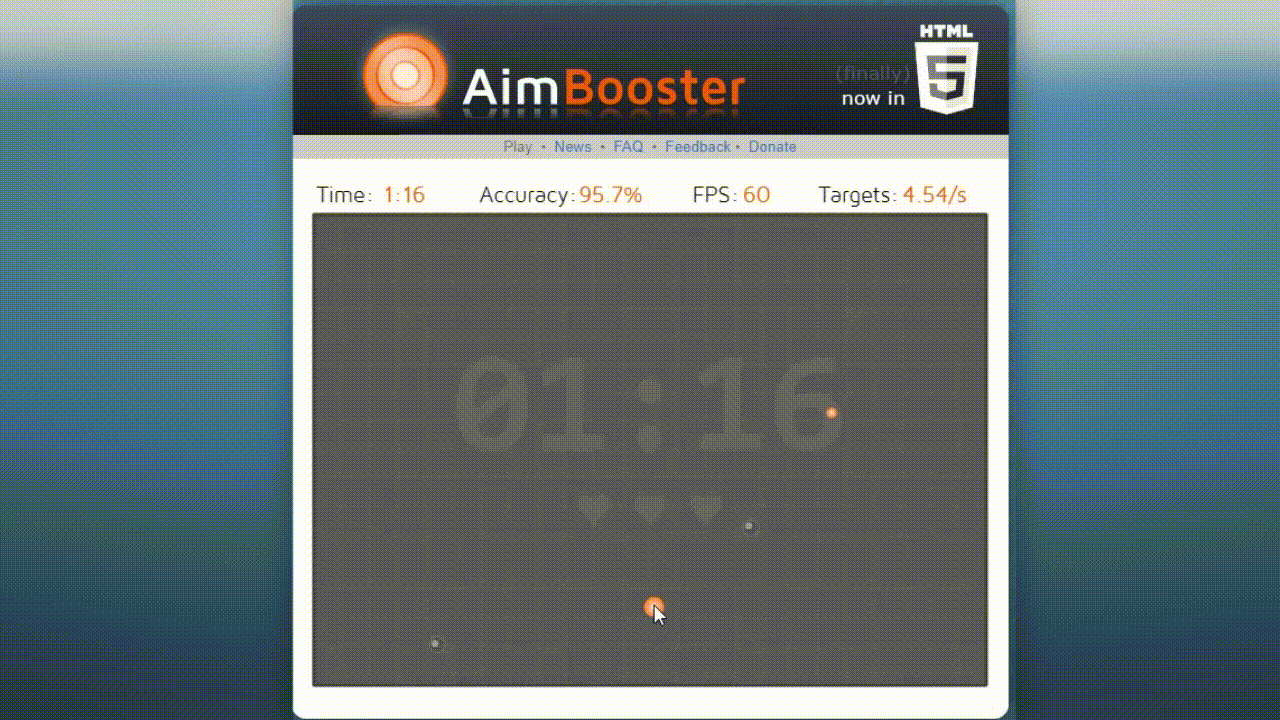 HTML
5
(finally)
now in
AimBooster
Play • News • FAQ • Feedback • Donate
Time: 1:16 Accuracy: 95.7% FPS: 60 Targets: 4.54/s
01:16